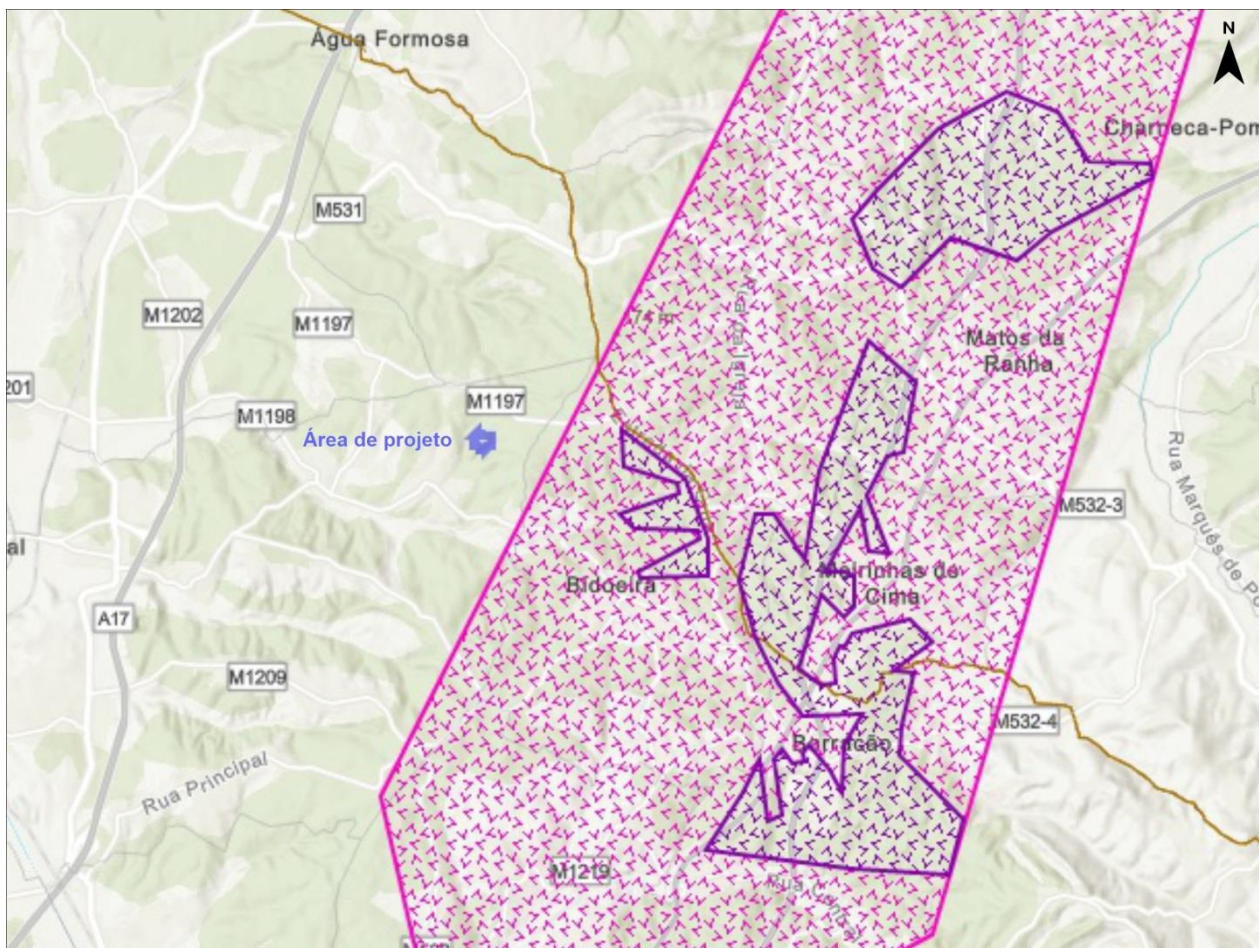 N
Água Formosa
Charneca-Pom
M531
M1202
M1197
74 m
Matos da
Ranha
201
M1197
M1198
Área de projeto
M532-3
Rua Marquês de Po
al
Meirinhas de
Cima
Bidoeira
A17
M1209
M532-4
Barracão
Rua Principal
M1219